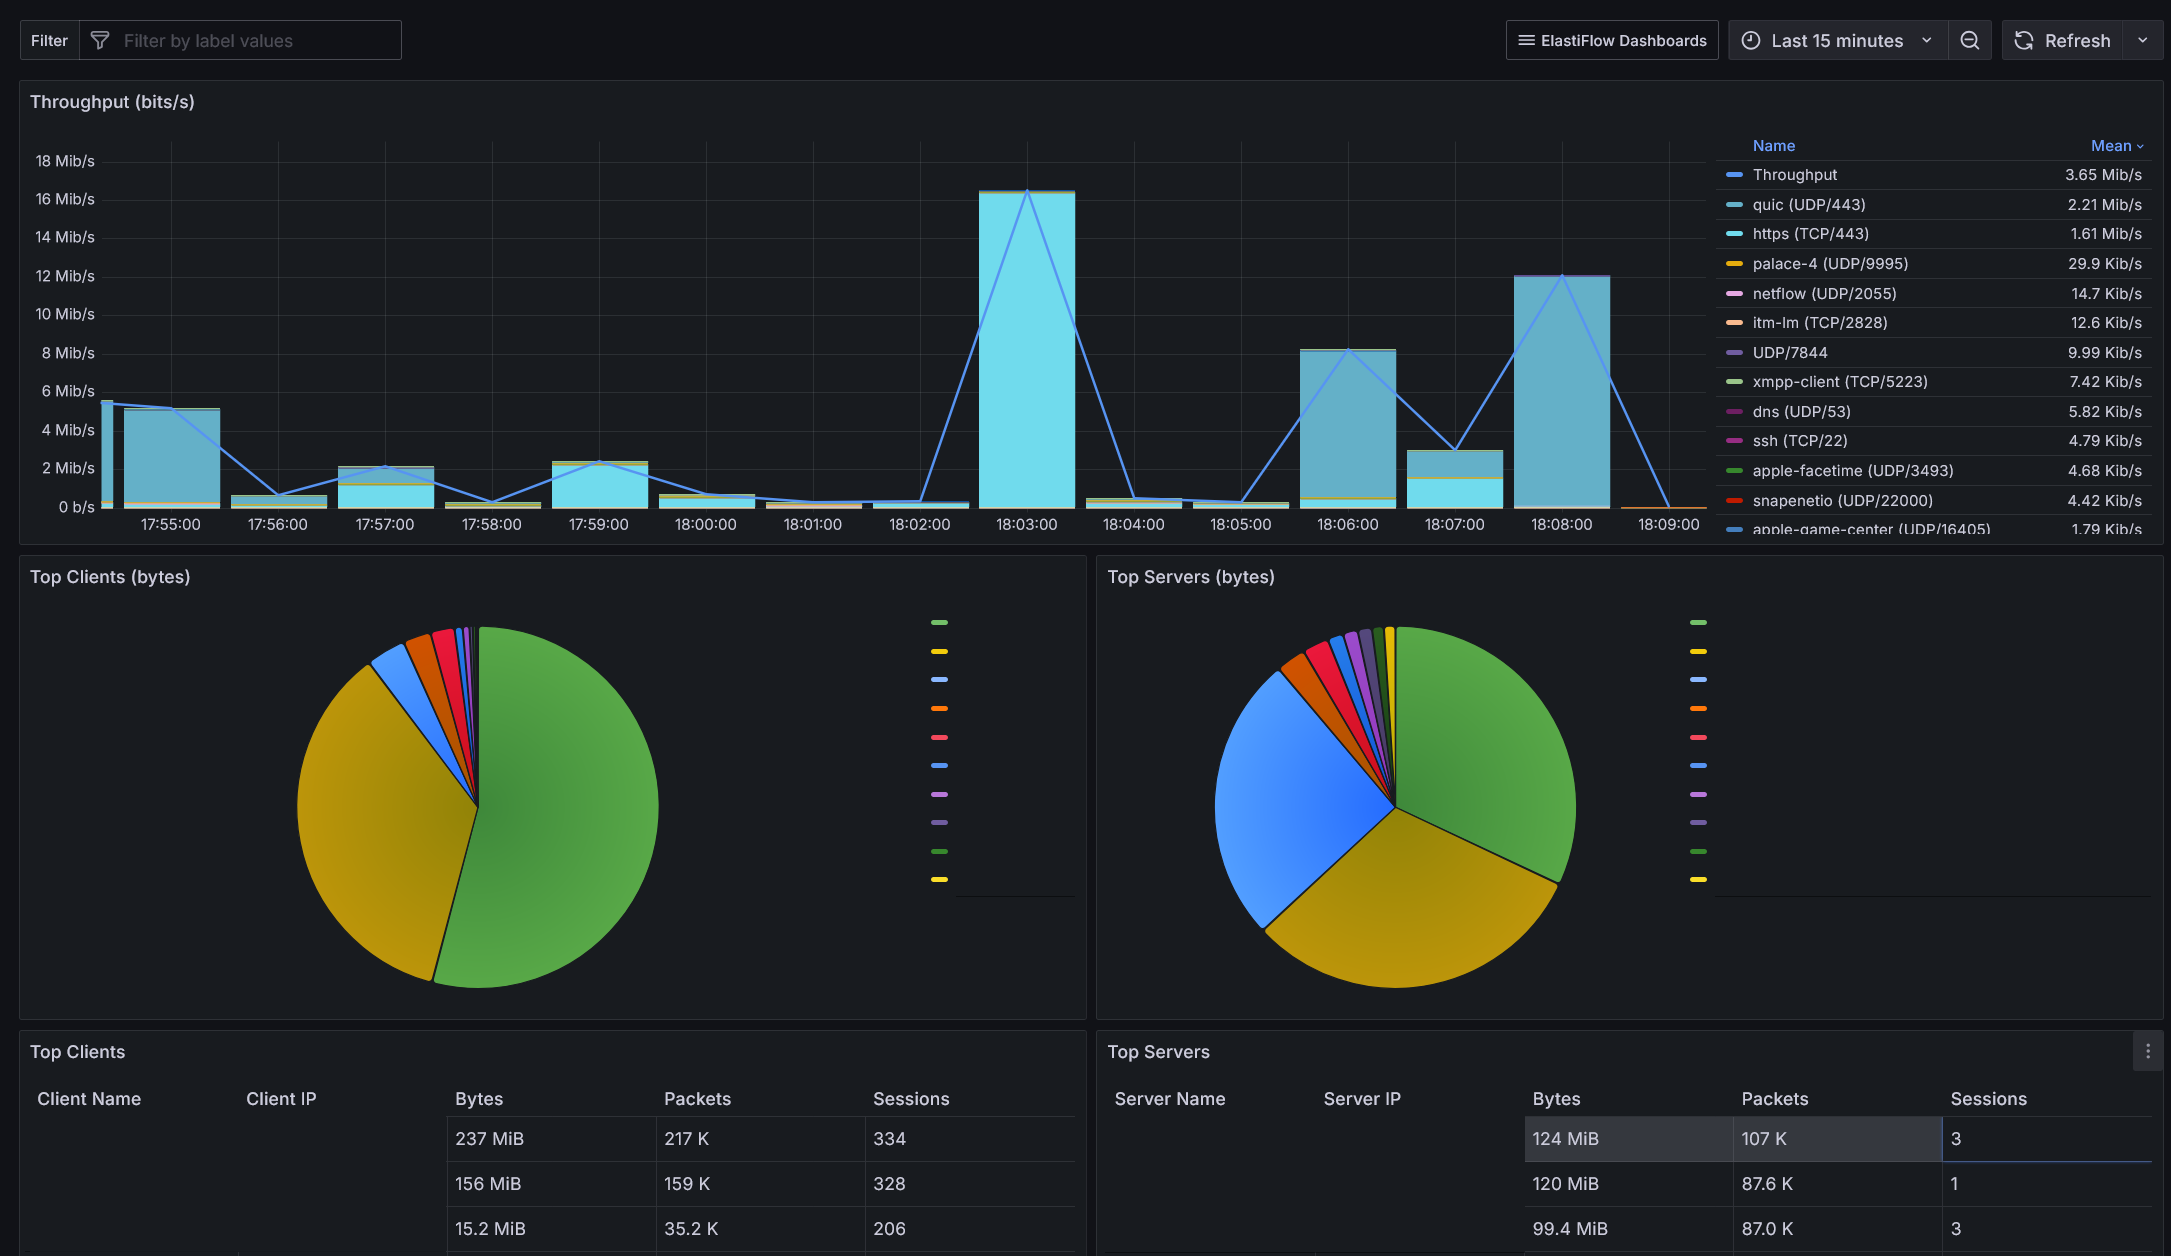 Filter
Filter by label values
ElastiFlow Dashboards
Last 15 minutes
Refresh
Throughput (bits/s)
18 Mib/s
16 Mib/s
14 Mib/s
12 Mib/s
10 Mib/s
8 Mib/s
6 Mib/s
4 Mib/s
2 Mib/s
0 b/s
17:55:00 17:56:00 17:57:00 17:58:00 17:59:00 18:00:00 18:01:00 18:02:00 18:03:00 18:04:00 18:05:00 18:06:00 18:07:00 18:08:00 18:09:00
Name Mean
Throughput 3.65 Mib/s
quic (UDP/443) 2.21 Mib/s
https (TCP/443) 1.61 Mib/s
palace-4 (UDP/9995) 29.9 Kib/s
netflow (UDP/2055) 14.7 Kib/s
itm-lm (TCP/2828) 12.6 Kib/s
UDP/7844 9.99 Kib/s
xmpp-client (TCP/5223) 7.42 Kib/s
dns (UDP/53) 5.82 Kib/s
ssh (TCP/22) 4.79 Kib/s
apple-facetime (UDP/3493) 4.68 Kib/s
snapenetio (UDP/22000) 4.42 Kib/s
apple-game-center (UDP/16405) 1.79 Kib/s
Top Clients (bytes)
Top Servers (bytes)
Top Clients
Client Name Client IP Bytes Packets Sessions
237 MiB 217 K 334
156 MiB 159 K 328
15.2 MiB 35.2 K 206
Top Servers
Server Name Server IP Bytes Packets Sessions
124 MiB 107 K 3
120 MiB 87.6 K 1
99.4 MiB 87.0 K 3